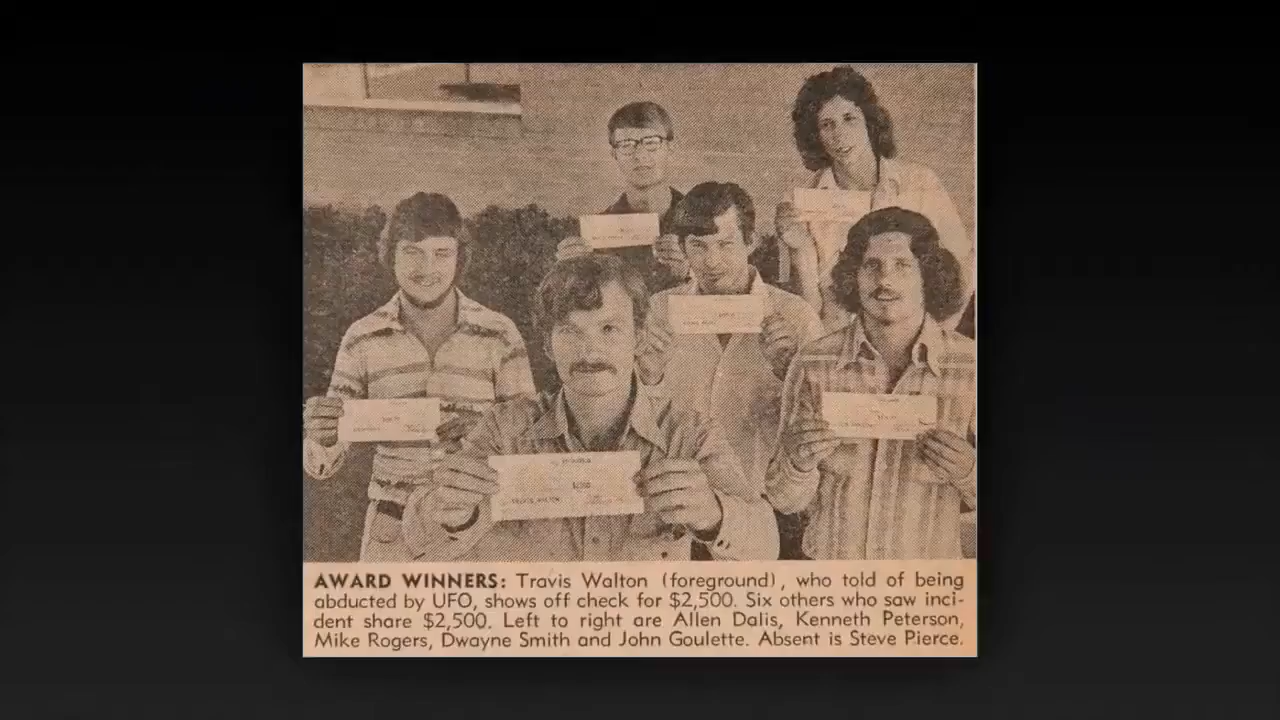 AWARD WINNERS: Travis Walton (foreground), who told of being
abducted by UFO, shows off check for $2,500. Six others who saw inci-
dent share $2,500. Left to right are Allen Dalis, Kenneth Peterson,
Mike Rogers, Dwayne Smith and John Goulette. Absent is Steve Pierce.